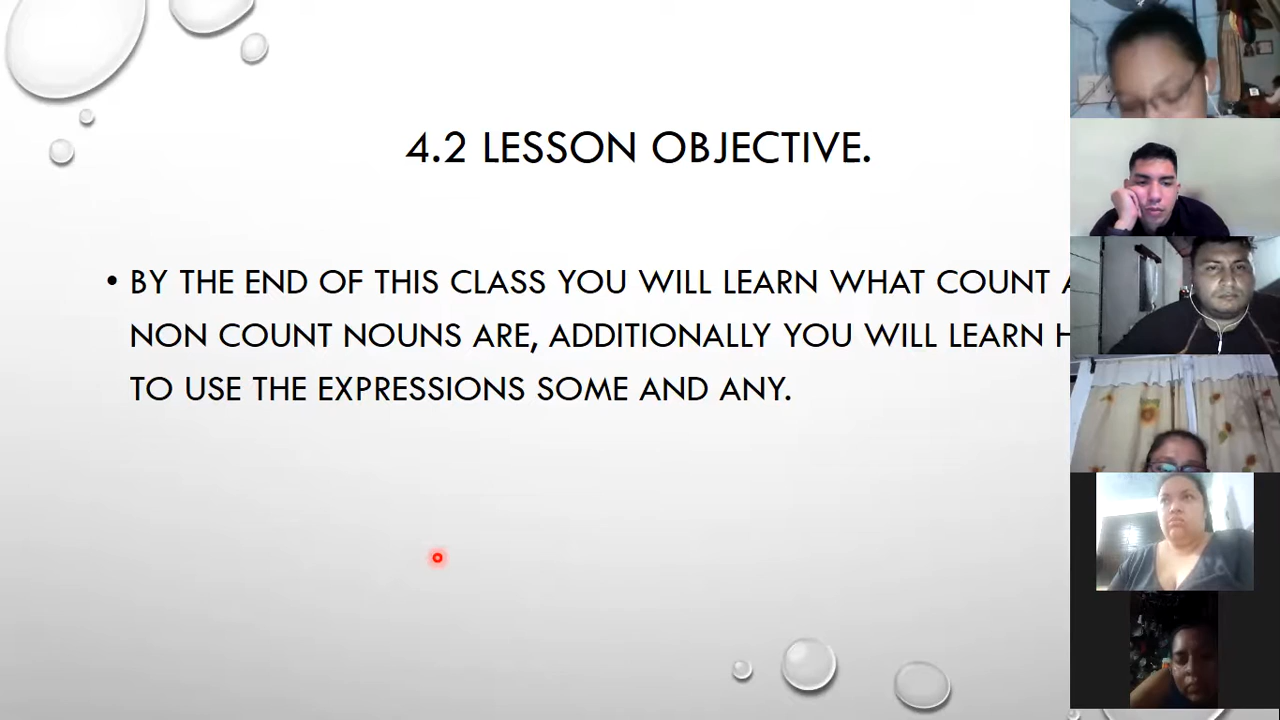 4.2 LESSON OBJECTIVE.
• BY THE END OF THIS CLASS YOU WILL LEARN WHAT COUNT
NON COUNT NOUNS ARE, ADDITIONALLY YOU WILL LEARN
TO USE THE EXPRESSIONS SOME AND ANY.